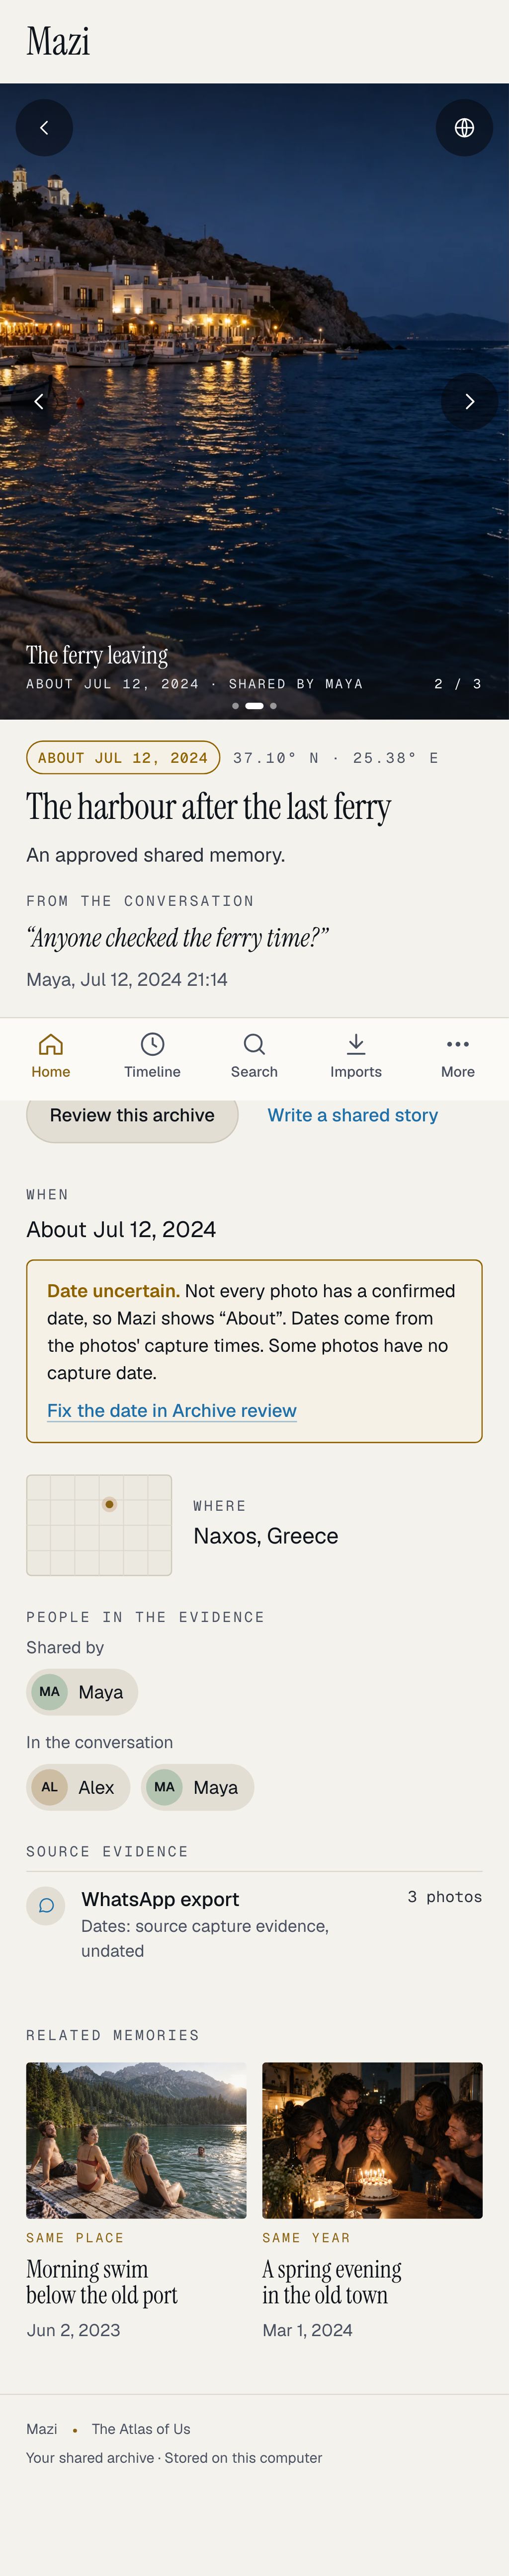 Mazi
The ferry leaving
ABOUT JUL 12, 2024 · SHARED BY MAYA
2 / 3
ABOUT JUL 12, 2024
37.10° N · 25.38° E
The harbour after the last ferry
An approved shared memory.
FROM THE CONVERSATION
“Anyone checked the ferry time?”
Maya, Jul 12, 2024 21:14
Home
Timeline
Search
Imports
More
Review this archive
Write a shared story
WHEN
About Jul 12, 2024
Date uncertain. Not every photo has a confirmed
date, so Mazi shows “About”. Dates come from
the photos' capture times. Some photos have no
capture date.
Fix the date in Archive review
WHERE
Naxos, Greece
PEOPLE IN THE EVIDENCE
Shared by
MA Maya
In the conversation
AL Alex
MA Maya
SOURCE EVIDENCE
WhatsApp export
3 photos
Dates: source capture evidence,
undated
RELATED MEMORIES
SAME PLACE
Morning swim
below the old port
Jun 2, 2023
SAME YEAR
A spring evening
in the old town
Mar 1, 2024
Mazi • The Atlas of Us
Your shared archive · Stored on this computer